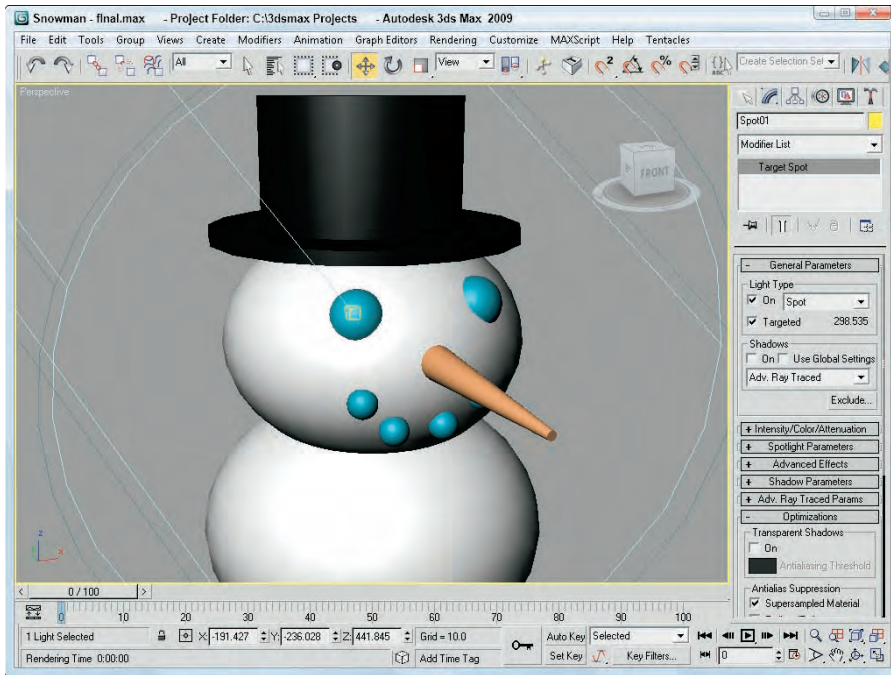 Snowman - final.max - Project Folder: C:\3dsmax Projects - Autodesk 3ds Max 2009
File Edit Tools Group Views Create Modifiers Animation Graph Editors Rendering Customize MAXScript Help Tentacles
All View Create Selection Set
Perspective
FRONT
Spot01
Modifier List
Target Spot
- General Parameters
Light Type
On Spot
Targeted 298.535
Shadows
On Use Global Settings
Adv. Ray Traced
Exclude...
+ Intensity/Color/Attenuation
+ Spotlight Parameters
+ Advanced Effects
+ Shadow Parameters
+ Adv. Ray Traced Params
- Optimizations
Transparent Shadows
On
Antialiasing Threshold
Antialias Suppression
Supersampled Material
z
x
< 0 / 100 >
0 10 20 30 40 50 60 70 80 90 100
1 Light Selected X: -191.427 Y: -236.028 Z: 441.845 Grid = 10.0 Auto Key Selected
Rendering Time 0:00:00 Add Time Tag Set Key Key Filters... 0